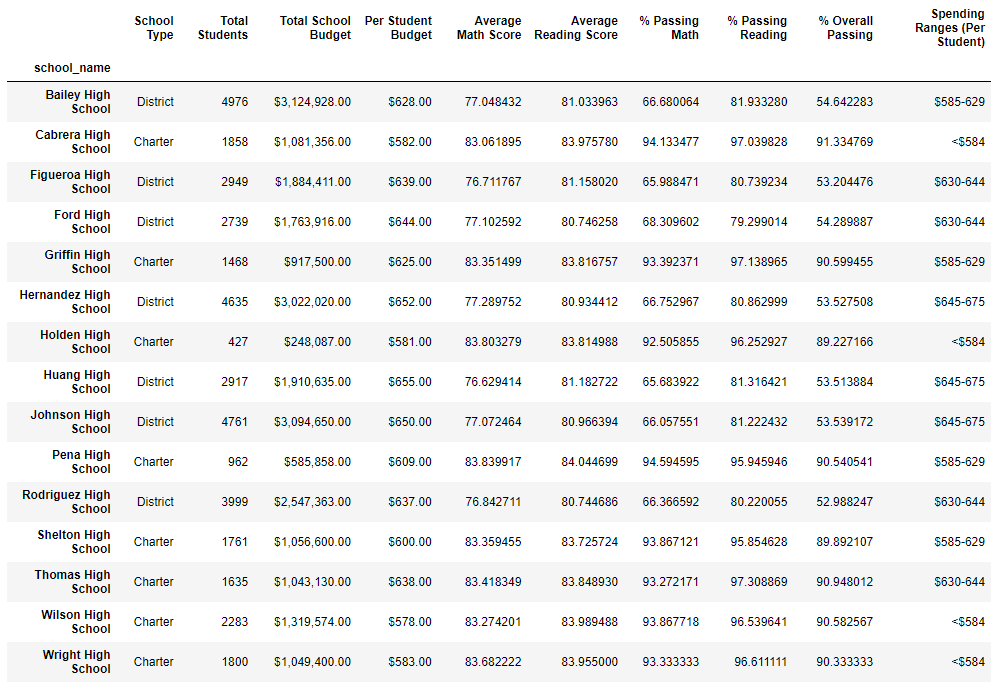 School Type Total Students Total School Budget Per Student Budget Average Math Score Average Reading Score % Passing Math % Passing Reading % Overall Passing Spending Ranges (Per Student)
school_name
Bailey High School District 4976 $3,124,928.00 $628.00 77.048432 81.033963 66.680064 81.933280 54.642283 $585-629
Cabrera High School Charter 1858 $1,081,356.00 $582.00 83.061895 83.975780 94.133477 97.039828 91.334769 <$584
Figueroa High School District 2949 $1,884,411.00 $639.00 76.711767 81.158020 65.988471 80.739234 53.204476 $630-644
Ford High School District 2739 $1,763,916.00 $644.00 77.102592 80.746258 68.309602 79.299014 54.289887 $630-644
Griffin High School Charter 1468 $917,500.00 $625.00 83.351499 83.816757 93.392371 97.138965 90.599455 $585-629
Hernandez High School District 4635 $3,022,020.00 $652.00 77.289752 80.934412 66.752967 80.862999 53.527508 $645-675
Holden High School Charter 427 $248,087.00 $581.00 83.803279 83.814988 92.505855 96.252927 89.227166 <$584
Huang High School District 2917 $1,910,635.00 $655.00 76.629414 81.182722 65.683922 81.316421 53.513884 $645-675
Johnson High School District 4761 $3,094,650.00 $650.00 77.072464 80.966394 66.057551 81.222432 53.539172 $645-675
Pena High School Charter 962 $585,858.00 $609.00 83.839917 84.044699 94.594595 95.945946 90.540541 $585-629
Rodriguez High School District 3999 $2,547,363.00 $637.00 76.842711 80.744686 66.366592 80.220055 52.988247 $630-644
Shelton High School Charter 1761 $1,056,600.00 $600.00 83.359455 83.725724 93.867121 95.854628 89.892107 $585-629
Thomas High School Charter 1635 $1,043,130.00 $638.00 83.418349 83.848930 93.272171 97.308869 90.948012 $630-644
Wilson High School Charter 2283 $1,319,574.00 $578.00 83.274201 83.989488 93.867718 96.539641 90.582567 <$584
Wright High School Charter 1800 $1,049,400.00 $583.00 83.682222 83.955000 93.333333 96.611111 90.333333 <$584